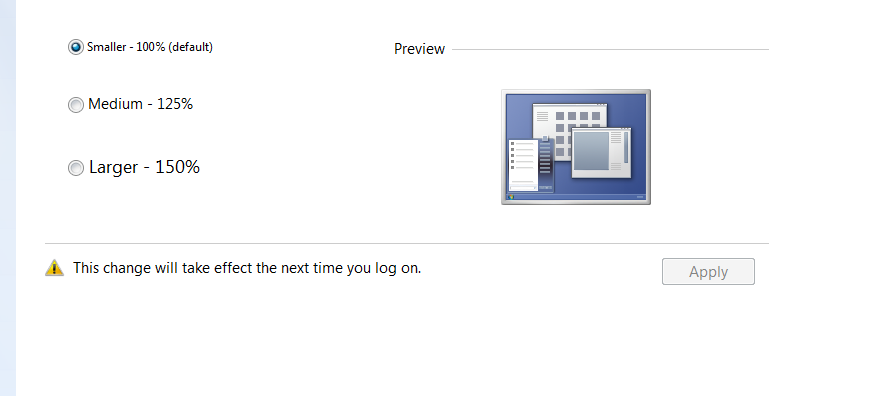 Smaller - 100% (default)
Preview
Medium - 125%
Larger - 150%
This change will take effect the next time you log on.
Apply